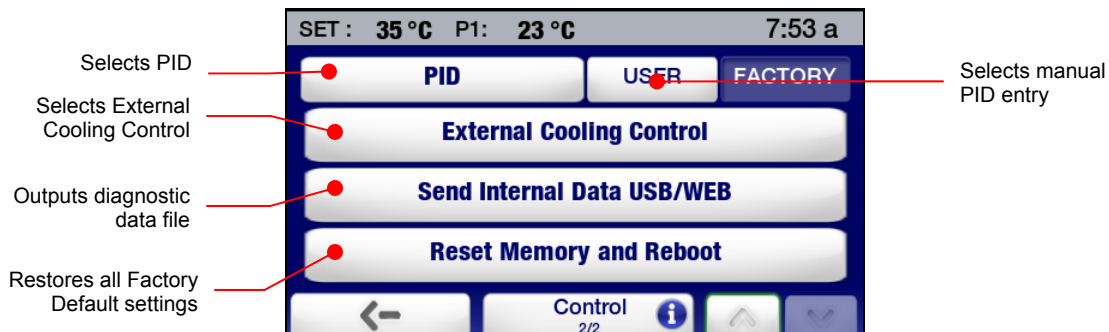 SET : 35 °C P1: 23 °C 7:53 a
Selects PID
PID USER FACTORY
Selects manual
PID entry
Selects External
Cooling Control
External Cooling Control
Outputs diagnostic
data file
Send Internal Data USB/WEB
Restores all Factory
Default settings
Reset Memory and Reboot
Control
2/2